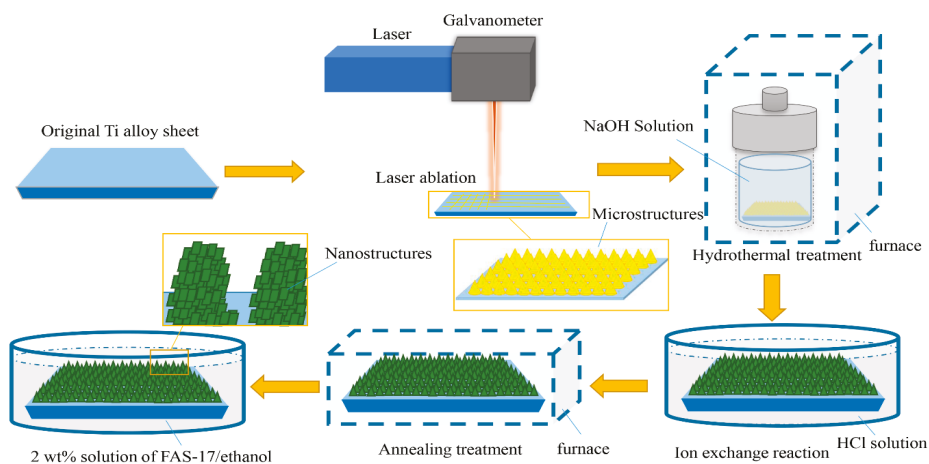 Galvanometer
Laser
Original Ti alloy sheet
NaOH Solution
Laser ablation
Microstructures
furnace
Hydrothermal treatment
Nanostructures
Annealing treatment
furnace
Ion exchange reaction
HCl solution
2 wt% solution of FAS-17/ethanol